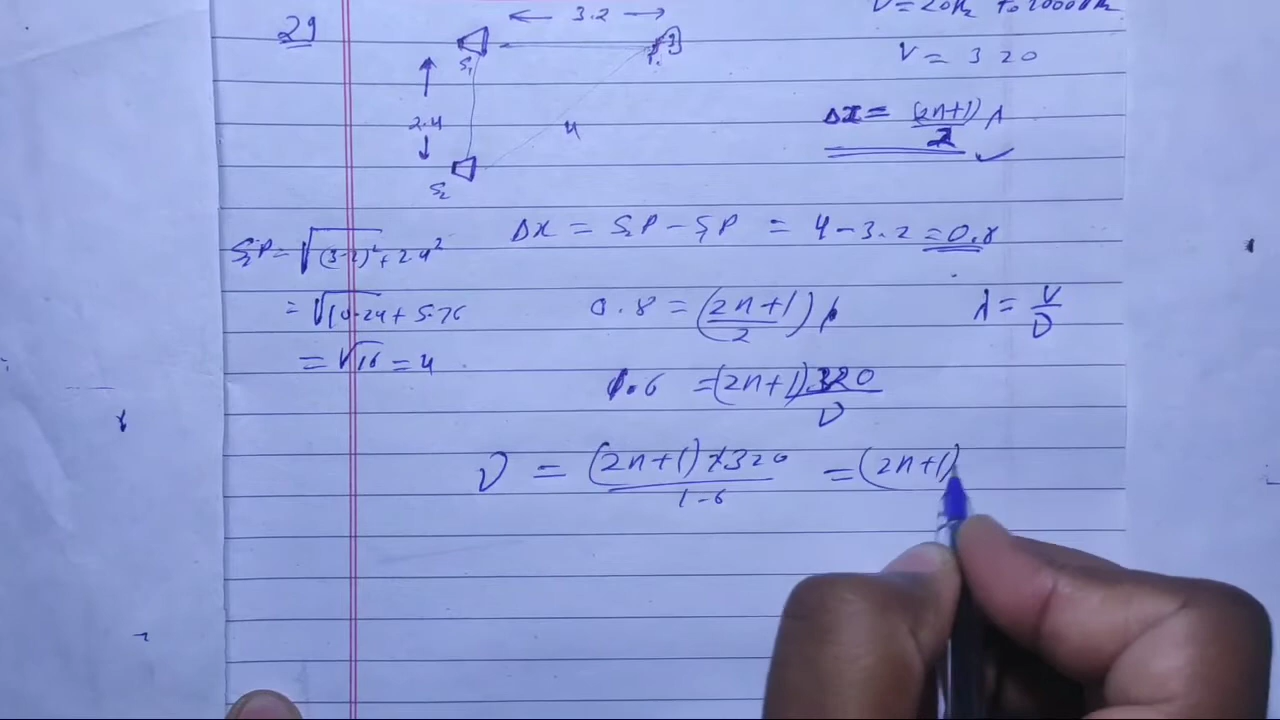 29
← 3.2 →
ν = 20Hz to 20000Hz
S₁
P.
V = 320
2.4
4
Δx = (2n+1)/2 λ
S₂
Δx = S₂P - S₁P = 4 - 3.2 = 0.8
S₂P = √(3.2)² + 2.4²
= √10.24 + 5.76
= √16 = 4
0.8 = (2n+1)/2 λ
λ = V/ν
1.6 = (2n+1) 320/ν
ν = (2n+1) × 320 / 1.6 = (2n+1)